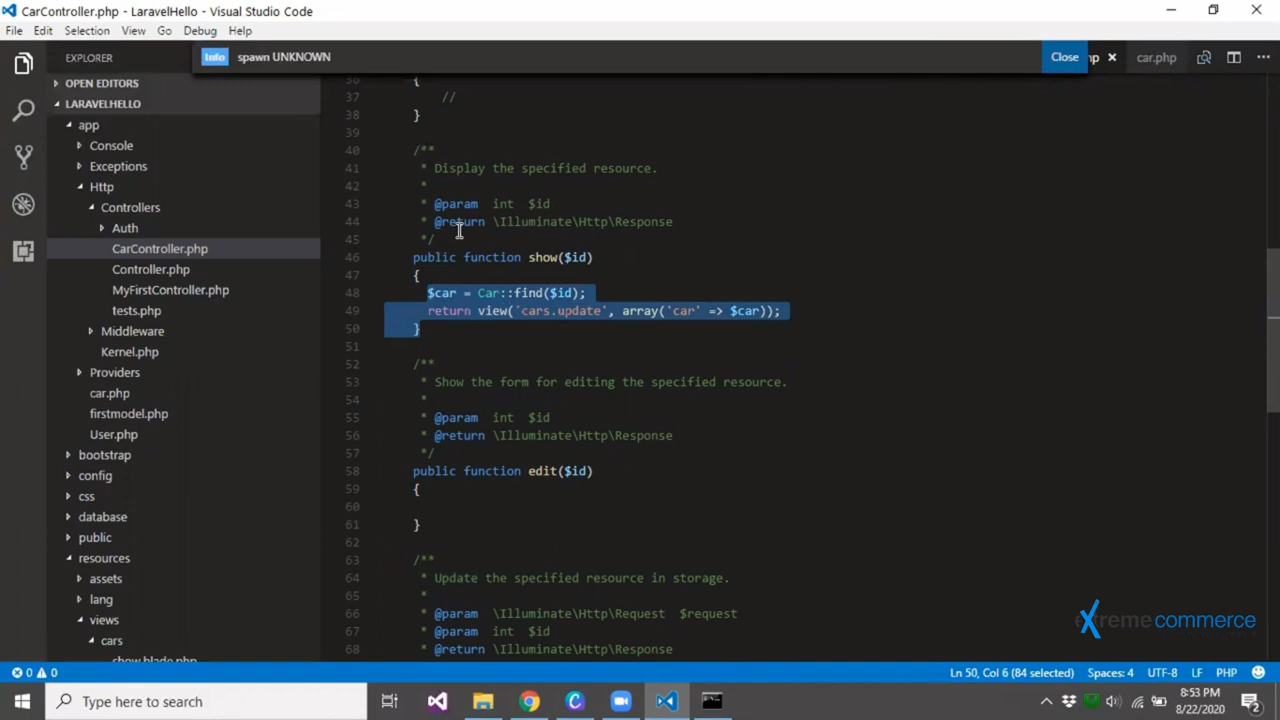 CarController.php - LaravelHello - Visual Studio Code
File Edit Selection View Go Debug Help
EXPLORER
Info spawn UNKNOWN
Close
hp
car.php
OPEN EDITORS
LARAVELHELLO
app
Console
Exceptions
Http
Controllers
Auth
CarController.php
Controller.php
MyFirstController.php
tests.php
Middleware
Kernel.php
Providers
car.php
firstmodel.php
User.php
bootstrap
config
css
database
public
resources
assets
lang
views
cars
show.blade.php
36 {
37 //
38 }
39
40 /**
41 * Display the specified resource.
42 *
43 * @param int $id
44 * @return \Illuminate\Http\Response
45 */
46 public function show($id)
47 {
48 $car = Car::find($id);
49 return view('cars.update', array('car' => $car));
50 }
51
52 /**
53 * Show the form for editing the specified resource.
54 *
55 * @param int $id
56 * @return \Illuminate\Http\Response
57 */
58 public function edit($id)
59 {
60
61 }
62
63 /**
64 * Update the specified resource in storage.
65 *
66 * @param \Illuminate\Http\Request $request
67 * @param int $id
68 * @return \Illuminate\Http\Response
extreme commerce
0 0
Ln 50, Col 6 (84 selected) Spaces: 4 UTF-8 LF PHP
Type here to search
8:53 PM
8/22/2020
2